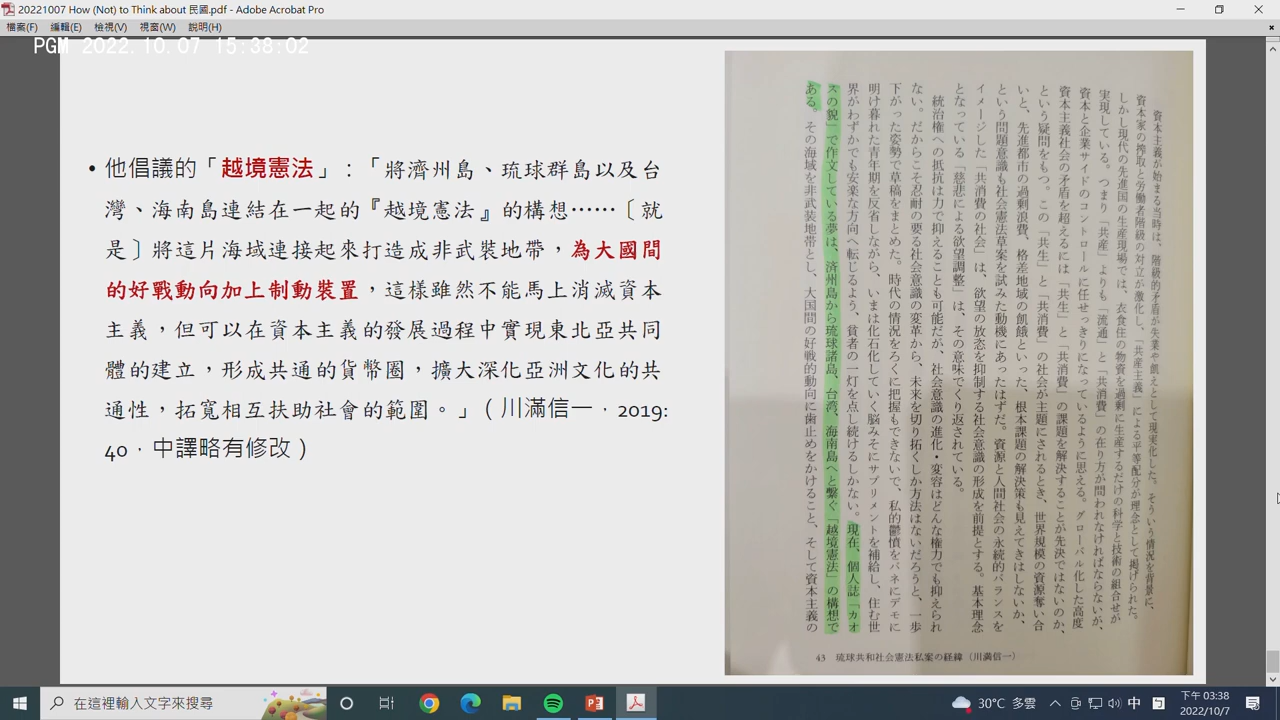 20221007 How (Not) to Think about 民國.pdf - Adobe Acrobat Pro
檔案(F) 編輯(E) 檢視(V) 視窗(W) 說明(H)
PGM 2022.10.07 15:38:02
• 他倡議的「越境憲法」：「將濟州島、琉球群島以及台
灣、海南島連結在一起的『越境憲法』的構想……〔就
是〕將這片海域連接起來打造成非武裝地帶，為大國間
的好戰動向加上制動裝置，這樣雖然不能馬上消滅資本
主義，但可以在資本主義的發展過程中實現東北亞共同
體的建立，形成共通的貨幣圈，擴大深化亞洲文化的共
通性，拓寬相互扶助社會的範圍。」（川滿信一，2019:
40，中譯略有修改）
資本主義が始まる当時は、階級的矛盾が失業や飢えとして現実化した。そういう情況を背景に、
資本家の搾取と労働者階級の対立が激化し、「共産主義」による平等配分が理念として掲げられた。
しかし現代の先進国の生産現場では、衣食住の物資を過剰に生産するだけの科学と技術の組合せが
実現している。つまり「共産」よりも「流通」と「共消費」の在り方が問われなければならないが、
資本と企業サイドのコントロールに任せっきりになっているように思える。グローバル化した高度
資本主義社会の矛盾を超えるには「共生」と「共消費」の課題を解決することが先決ではないのか、
という疑問をもつ。この「共生」と「共消費」の社会が主題にされるとき、世界規模の資源奪い合
いと、先進都市の過剰浪費、格差地域の飢餓といった、根本課題の解決策も見えてきはしないか、
という問題意識も社会憲法草案を試みた動機にあったはずだ。資源と人間社会の永続的バランスを
イメージした「共消費の社会」は、欲望の放恣を抑制する社会意識の形成を前提とする。基本理念
となっている「慈悲による欲望調整」は、その意味でくり返されている。
統治権への抵抗は力で抑えることも可能だが、社会意識の進化・変容はどんな権力でも抑えられ
ない。だからこそ忍耐の要る社会意識の変革から、未来を切り拓くしか方法はないだろうと、一歩
下がった姿勢で草稿をまとめた。時代の情況をろくに把握もできないで、私的鬱憤をバネにデモに
明け暮れた青年期を反省しながら、いまは化石化していく脳みそにサプリメントを補給し、住む世
界がわずかでも安楽な方向へ転じるよう、貧者の一灯を点し続けるしかない。現在、個人誌「カオ
スの貌」で作文している夢は、済州島から琉球諸島、台湾、海南島へと繋ぐ「越境憲法」の構想で
ある。その海域を非武装地帯とし、大国間の好戦的動向に歯止めをかけること、そして資本主義の
43 琉球共和社会憲法私案の経緯（川満信一）
在這裡輸入文字來搜尋
30°C 多雲
中
下午 03:38
2022/10/7